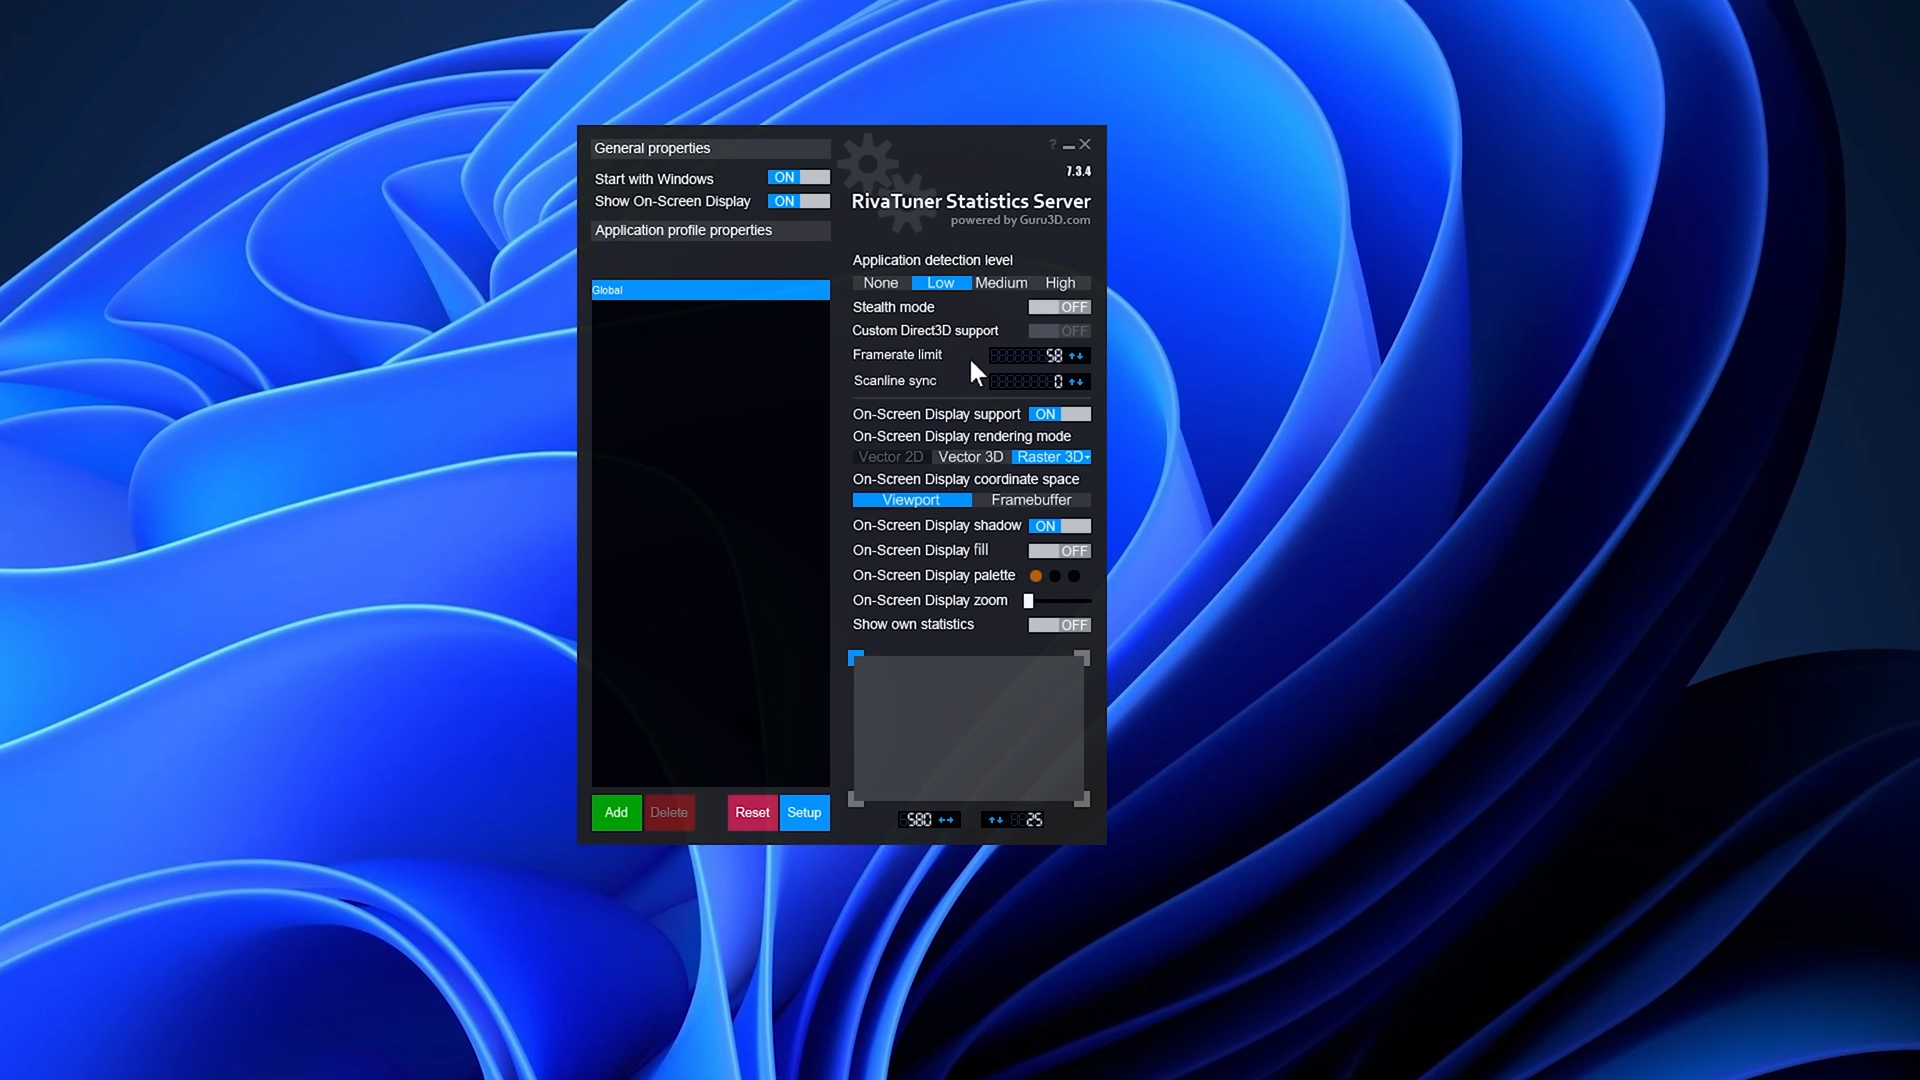 General properties
Start with Windows ON
Show On-Screen Display ON
Application profile properties
Global
Add Delete Reset Setup
? 
7.3.4
RivaTuner Statistics Server
powered by Guru3D.com
Application detection level
None Low Medium High
Stealth mode OFF
Custom Direct3D support OFF
Framerate limit 58
Scanline sync 0
On-Screen Display support ON
On-Screen Display rendering mode
Vector 2D Vector 3D Raster 3D
On-Screen Display coordinate space
Viewport Framebuffer
On-Screen Display shadow ON
On-Screen Display fill OFF
On-Screen Display palette
On-Screen Display zoom
Show own statistics OFF
580 25